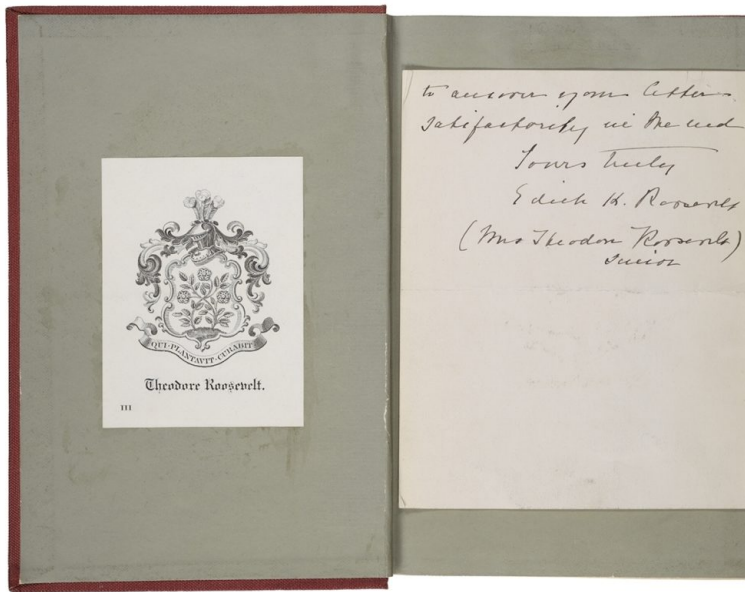 QUI·PLANTAVIT·CURABIT
Theodore Roosevelt.
III
to answer your letter
satisfactorily in the end
Yours truly
Edith K. Roosevelt
(Mrs Theodore Roosevelt)
Senior